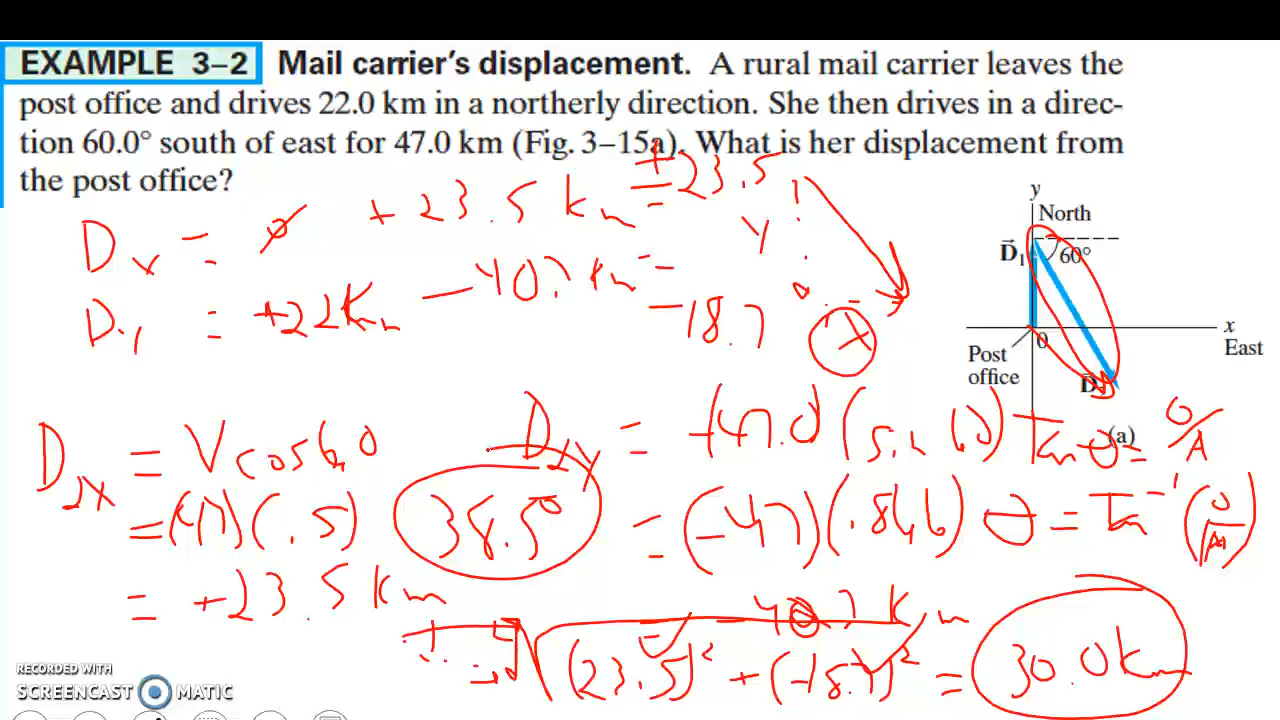 EXAMPLE 3–2 Mail carrier's displacement. A rural mail carrier leaves the
post office and drives 22.0 km in a northerly direction. She then drives in a direc-
tion 60.0° south of east for 47.0 km (Fig. 3–15a). What is her displacement from
the post office?
Dx = 0 +23.5 km = +23.5
Dy = +22 km -40.7 km = -18.7
y
North
D⃗1
60°
0
x
East
Post
office
D
(a)
D2x = V cos 60
= (47)(.5)
= +23.5 km
D2y = -(47.0)(sin 60)
= (-47)(.846)
-40.7 km
38.5°
Tan θ = O/A
θ = Tan⁻¹(O/A)
√(23.5)² + (-18.7)² = 30.0 km
RECORDED WITH
SCREENCAST MATIC